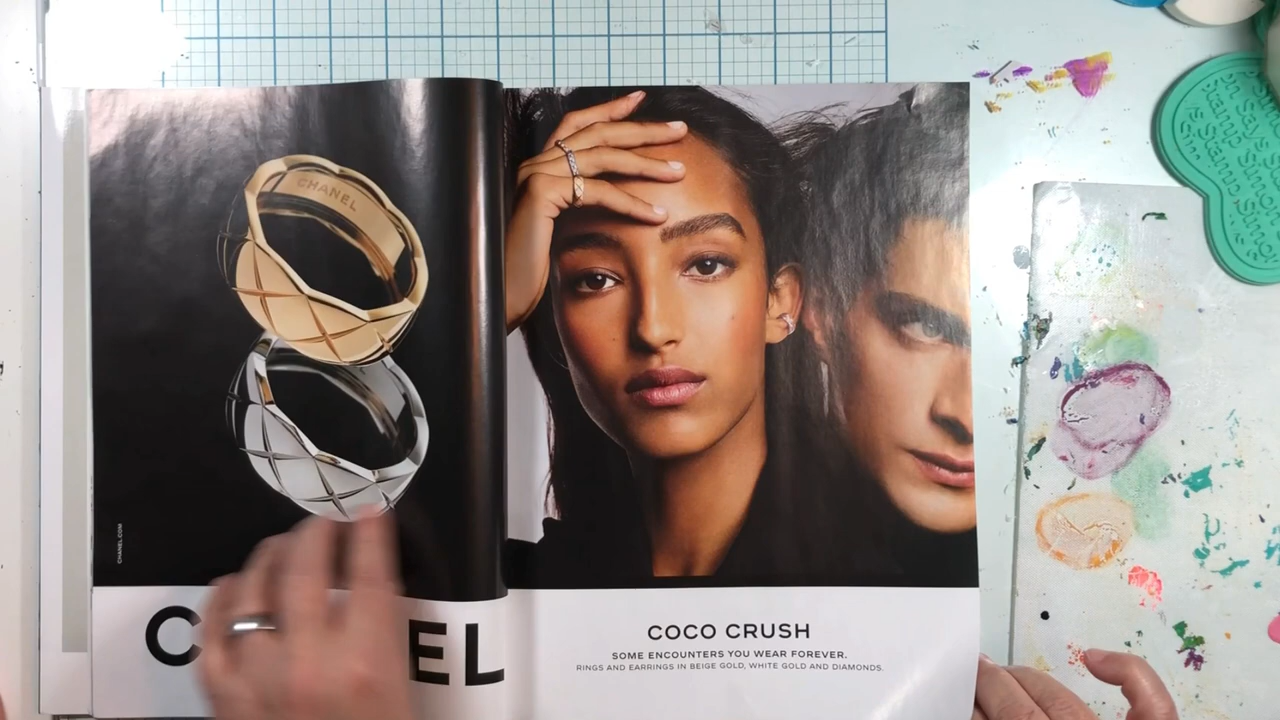 CHANEL
CHANEL.COM
C EL
COCO CRUSH
SOME ENCOUNTERS YOU WEAR FOREVER.
RINGS AND EARRINGS IN BEIGE GOLD, WHITE GOLD AND DIAMONDS.